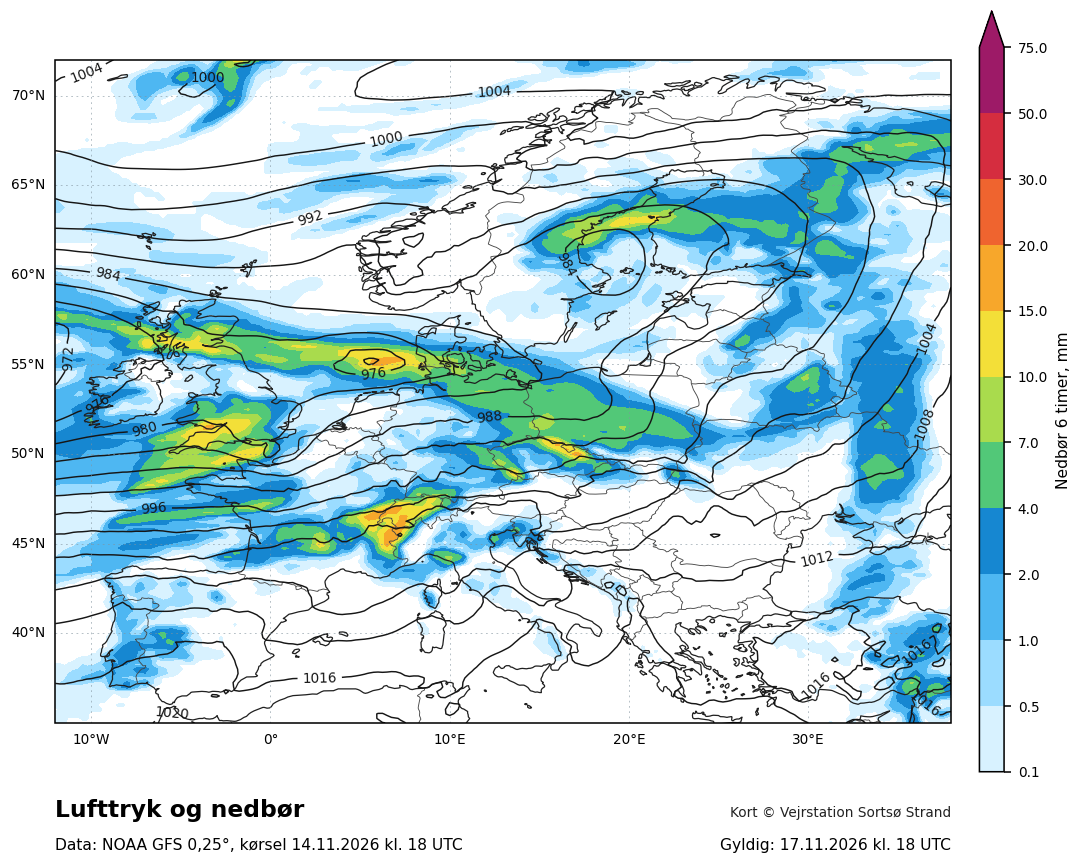 75.0
50.0
30.0
20.0
15.0
10.0
7.0
4.0
2.0
1.0
0.5
0.1
Nedbør 6 timer, mm
70°N
65°N
60°N
55°N
50°N
45°N
40°N
10°W
0°
10°E
20°E
30°E
1004
1000
1004
1000
992
984
984
972
976
976
976
980
988
996
1004
1008
1012
1016
1016
1016
1016
1020
Lufttryk og nedbør
Kort © Vejrstation Sortsø Strand
Data: NOAA GFS 0,25°, kørsel 14.11.2026 kl. 18 UTC
Gyldig: 17.11.2026 kl. 18 UTC